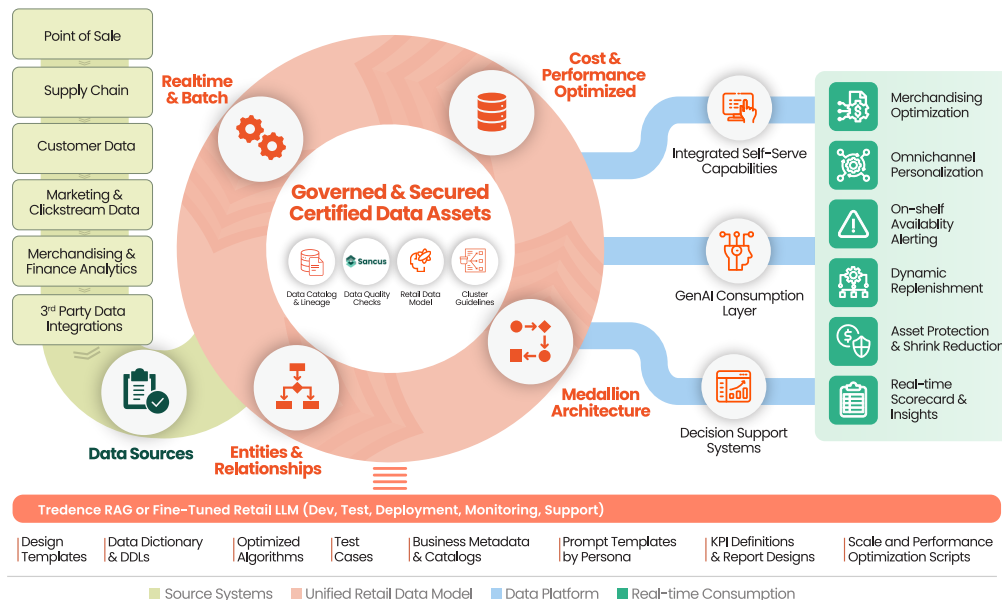 Point of Sale
Supply Chain
Customer Data
Marketing &
Clickstream Data
Merchandising &
Finance Analytics
3rd Party Data
Integrations
Data Sources
Realtime
& Batch
Cost &
Performance
Optimized
Governed & Secured
Certified Data Assets
Data Catalog
& Lineage
Sancus
Data Quality
Checks
Retail Data
Model
Cluster
Guidelines
Entities &
Relationships
Medallion
Architecture
Integrated Self-Serve
Capabilities
GenAI Consumption
Layer
Decision Support
Systems
Merchandising
Optimization
Omnichannel
Personalization
On-shelf
Availablity
Alerting
Dynamic
Replenishment
Asset Protection
& Shrink Reduction
Real-time
Scorecard &
Insights
Tredence RAG or Fine-Tuned Retail LLM (Dev, Test, Deployment, Monitoring, Support)
Design
Templates
Data Dictionary
& DDLs
Optimized
Algorithms
Test
Cases
Business Metadata
& Catalogs
Prompt Templates
by Persona
KPI Definitions
& Report Designs
Scale and Performance
Optimization Scripts
Source Systems
Unified Retail Data Model
Data Platform
Real-time Consumption